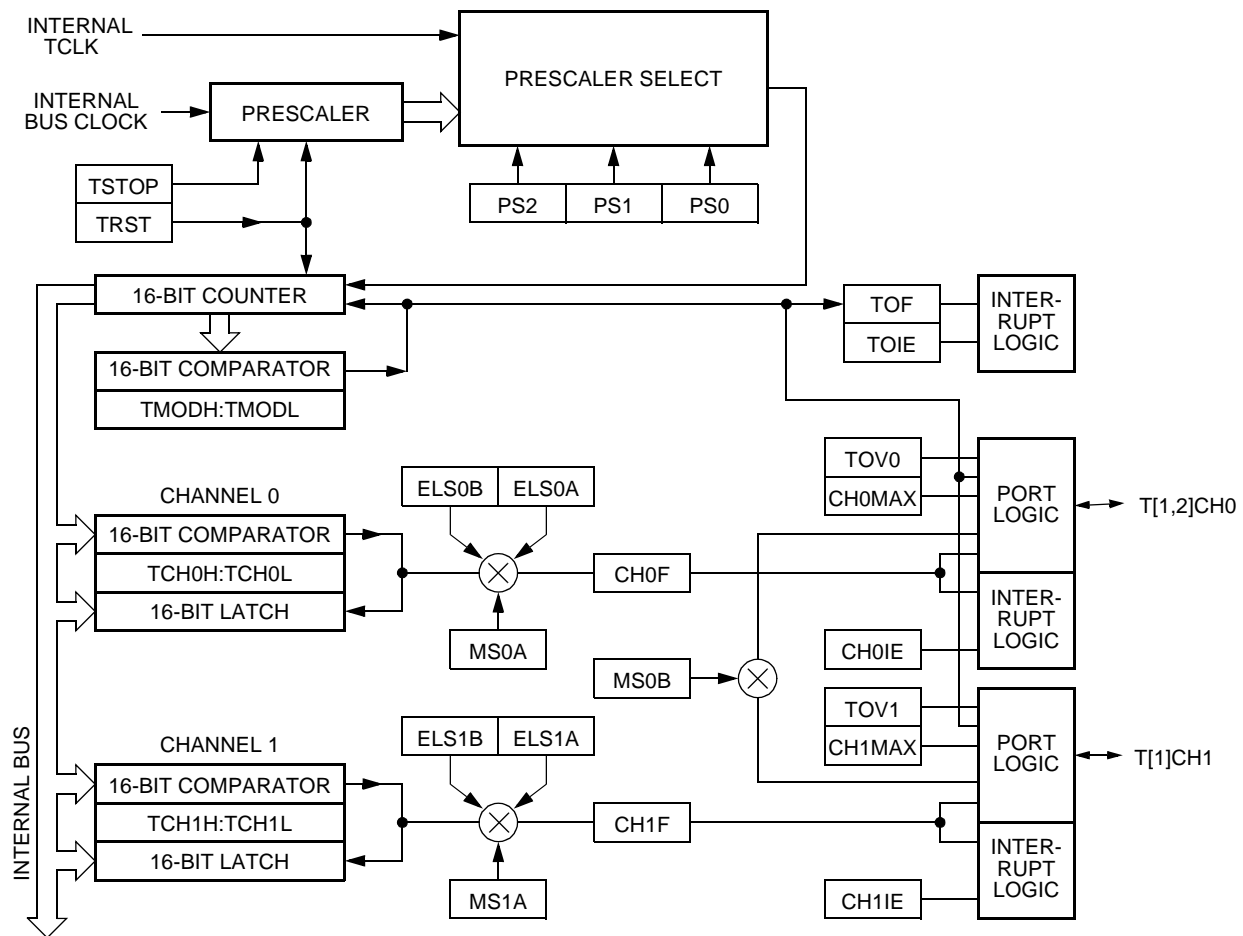 INTERNAL
TCLK
PRESCALER SELECT
INTERNAL
BUS CLOCK
PRESCALER
TSTOP
TRST
PS2
PS1
PS0
16-BIT COUNTER
TOF
TOIE
INTER-
RUPT
LOGIC
16-BIT COMPARATOR
TMODH:TMODL
CHANNEL 0
16-BIT COMPARATOR
TCH0H:TCH0L
16-BIT LATCH
ELS0B
ELS0A
MS0A
CH0F
TOV0
CH0MAX
PORT
LOGIC
T[1,2]CH0
INTER-
RUPT
LOGIC
CH0IE
MS0B
CHANNEL 1
16-BIT COMPARATOR
TCH1H:TCH1L
16-BIT LATCH
ELS1B
ELS1A
MS1A
CH1F
TOV1
CH1MAX
PORT
LOGIC
T[1]CH1
INTER-
RUPT
LOGIC
CH1IE
INTERNAL BUS